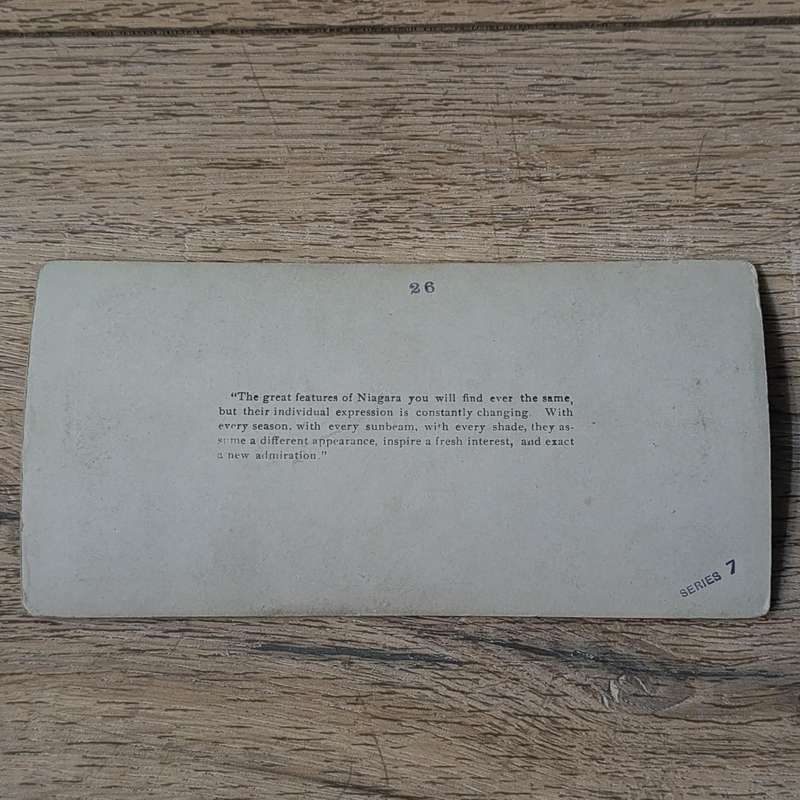 26
"The great features of Niagara you will find ever the same,
but their individual expression is constantly changing. With
every season, with every sunbeam, with every shade, they as-
sume a different appearance, inspire a fresh interest, and exact
a new admiration."
SERIES 7